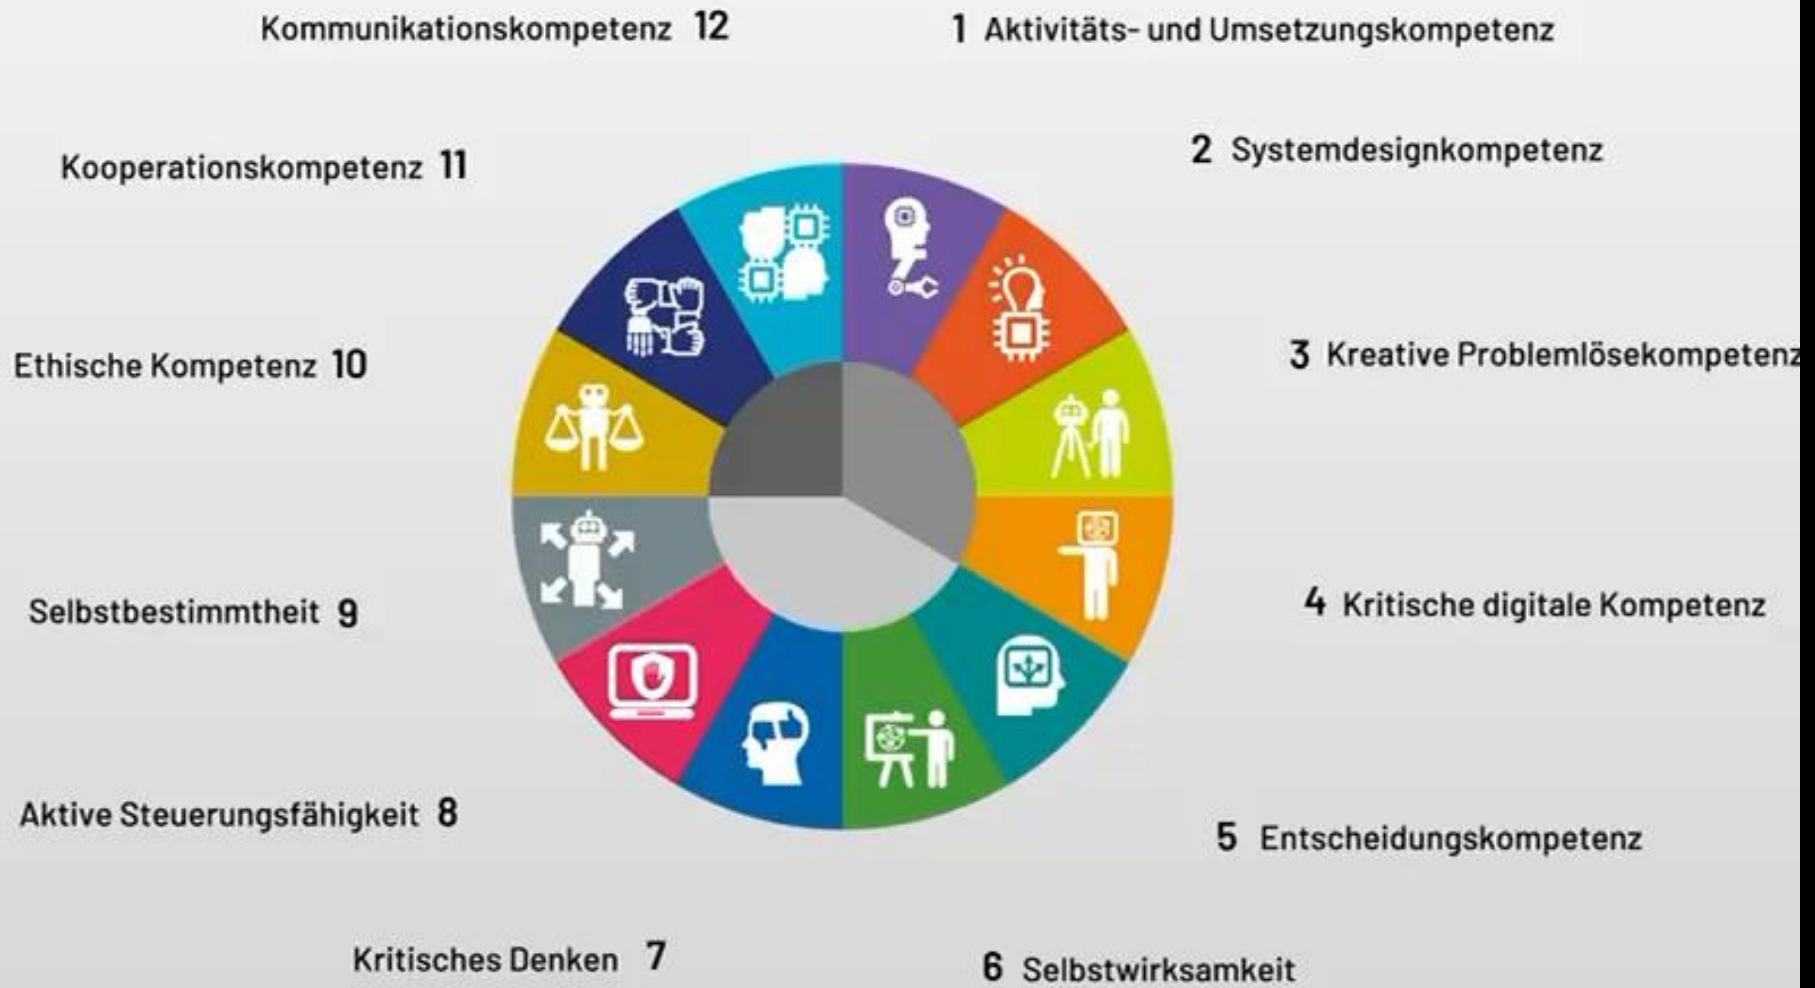 Kommunikationskompetenz 12
1 Aktivitäts- und Umsetzungskompetenz
2 Systemdesignkompetenz
Kooperationskompetenz 11
3 Kreative Problemlösekompetenz
Ethische Kompetenz 10
4 Kritische digitale Kompetenz
Selbstbestimmtheit 9
Aktive Steuerungsfähigkeit 8
5 Entscheidungskompetenz
Kritisches Denken 7
6 Selbstwirksamkeit